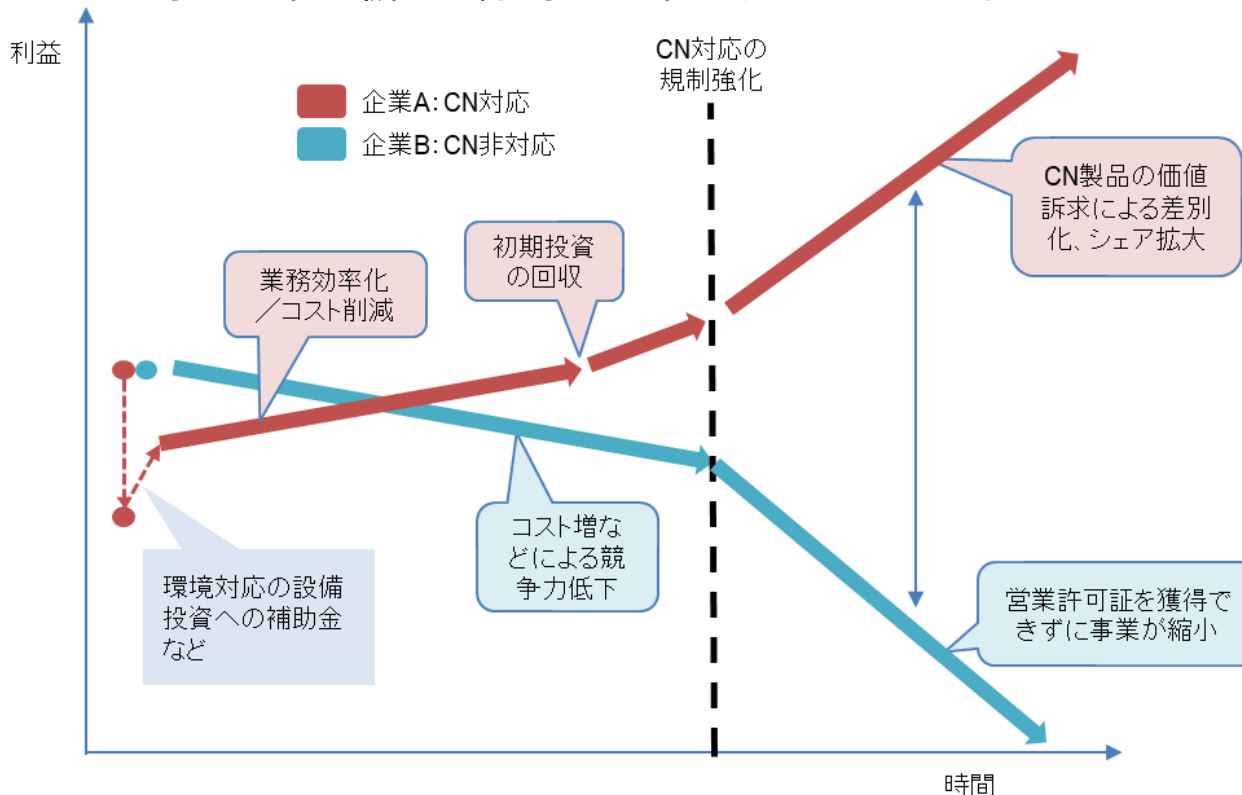 利益
CN対応の
規制強化
企業A：CN対応
企業B：CN非対応
CN製品の価値
訴求による差別
化、シェア拡大
初期投資
の回収
業務効率化
／コスト削減
コスト増な
どによる競
争力低下
環境対応の設備
投資への補助金
など
営業許可証を獲得で
きずに事業が縮小
時間